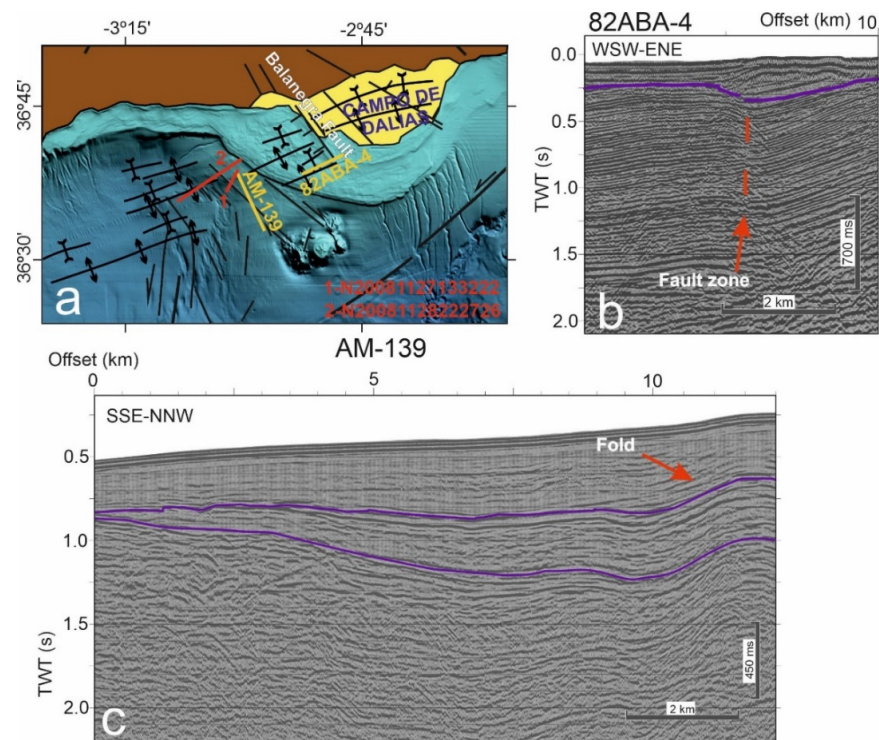 -3°15'
-2°45'
36°45'
36°30'
Balanegra Fault
CAMPO DE
DALIAS
82ABA-4
AM-139
2
1
1-N20081127133222
2-N20081128222726
a
82ABA-4
Offset (km)
10
WSW-ENE
0.0
0.5
1.0
1.5
2.0
TWT (s)
700 ms
Fault zone
2 km
b
AM-139
Offset (km)
0
5
10
SSE-NNW
Fold
0.5
1.0
1.5
2.0
TWT (s)
450 ms
2 km
c